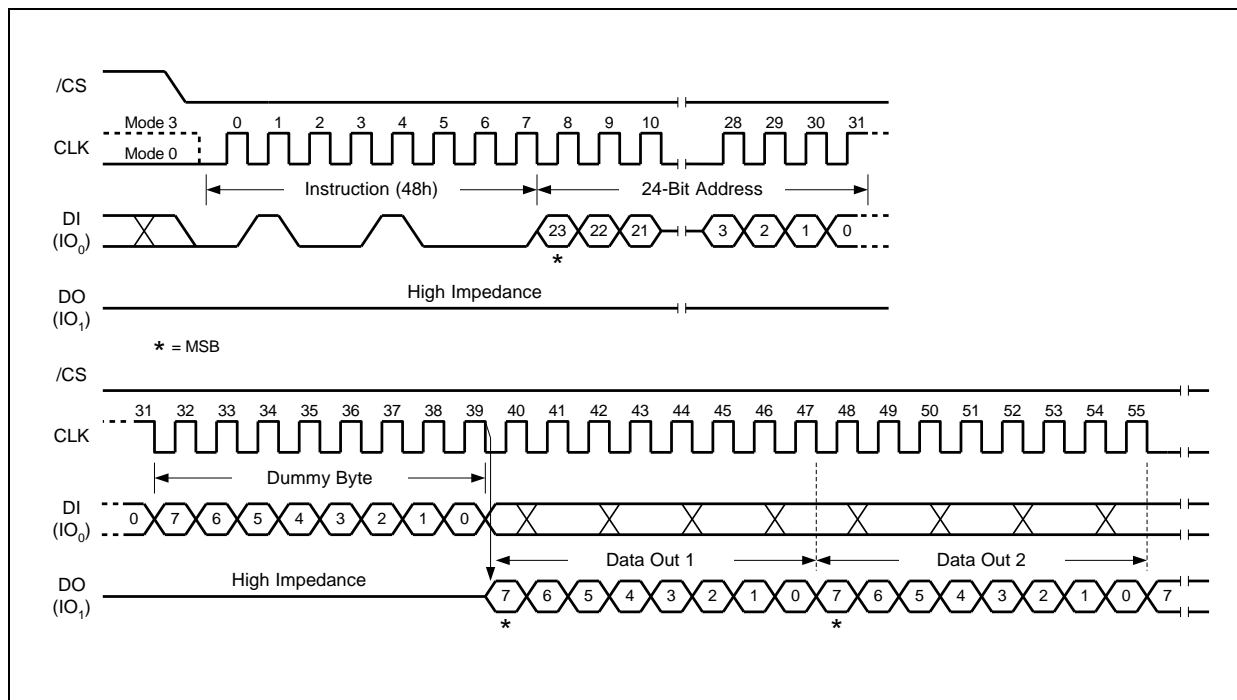 /CS
Mode 3 0 1 2 3 4 5 6 7 8 9 10 28 29 30 31
CLK Mode 0
Instruction (48h) 24-Bit Address
DI
(IO0) 23 22 21 3 2 1 0
*
High Impedance
DO
(IO1)
* = MSB
/CS
31 32 33 34 35 36 37 38 39 40 41 42 43 44 45 46 47 48 49 50 51 52 53 54 55
CLK
Dummy Byte
DI
(IO0) 0 7 6 5 4 3 2 1 0
Data Out 1 Data Out 2
High Impedance
DO
(IO1) 7 6 5 4 3 2 1 0 7 6 5 4 3 2 1 0 7
* *